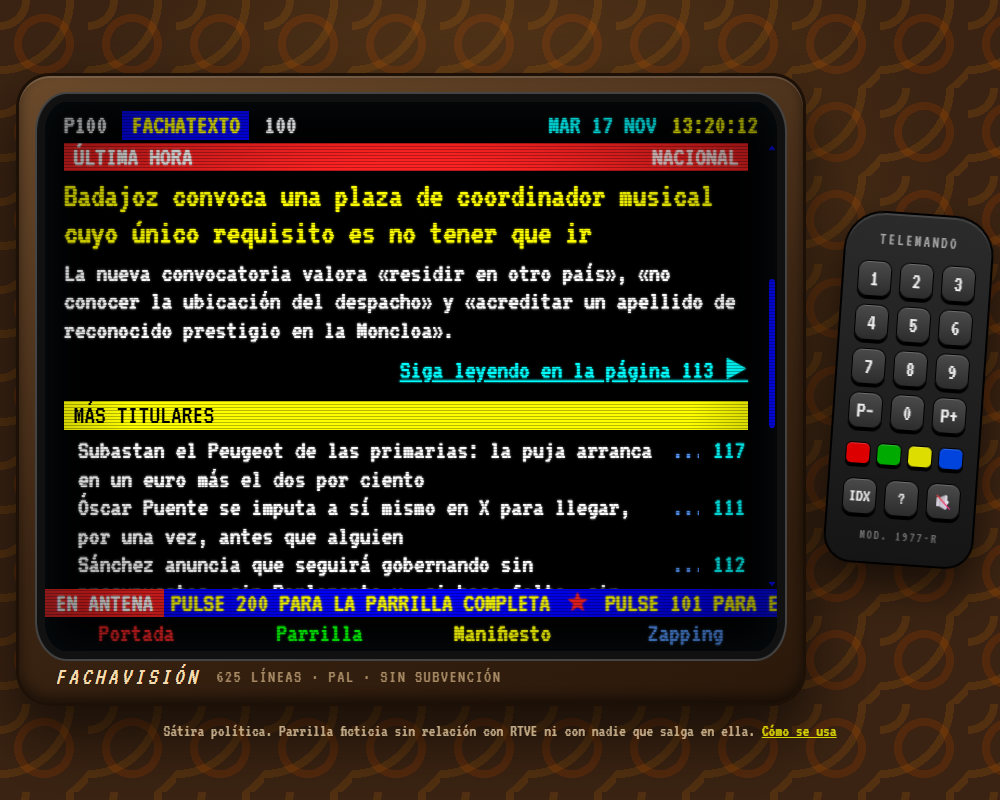 P100 FACHATEXTO 100 MAR 17 NOV 13:20:12
ÚLTIMA HORA NACIONAL
Badajoz convoca una plaza de coordinador musical
cuyo único requisito es no tener que ir
La nueva convocatoria valora «residir en otro país», «no
conocer la ubicación del despacho» y «acreditar un apellido de
reconocido prestigio en la Moncloa».
Siga leyendo en la página 113 ▶
MÁS TITULARES
Subastan el Peugeot de las primarias: la puja arranca ... 117
en un euro más el dos por ciento
Óscar Puente se imputa a sí mismo en X para llegar, ... 111
por una vez, antes que alguien
Sánchez anuncia que seguirá gobernando sin ... 112
EN ANTENA PULSE 200 PARA LA PARRILLA COMPLETA ★ PULSE 101 PARA E
Portada Parrilla Manifiesto Zapping
FACHAVISIÓN 625 LÍNEAS · PAL · SIN SUBVENCIÓN
TELEMANDO
1 2 3
4 5 6
7 8 9
P- 0 P+
IDX ?
MOD. 1977-R
Sátira política. Parrilla ficticia sin relación con RTVE ni con nadie que salga en ella. Cómo se usa